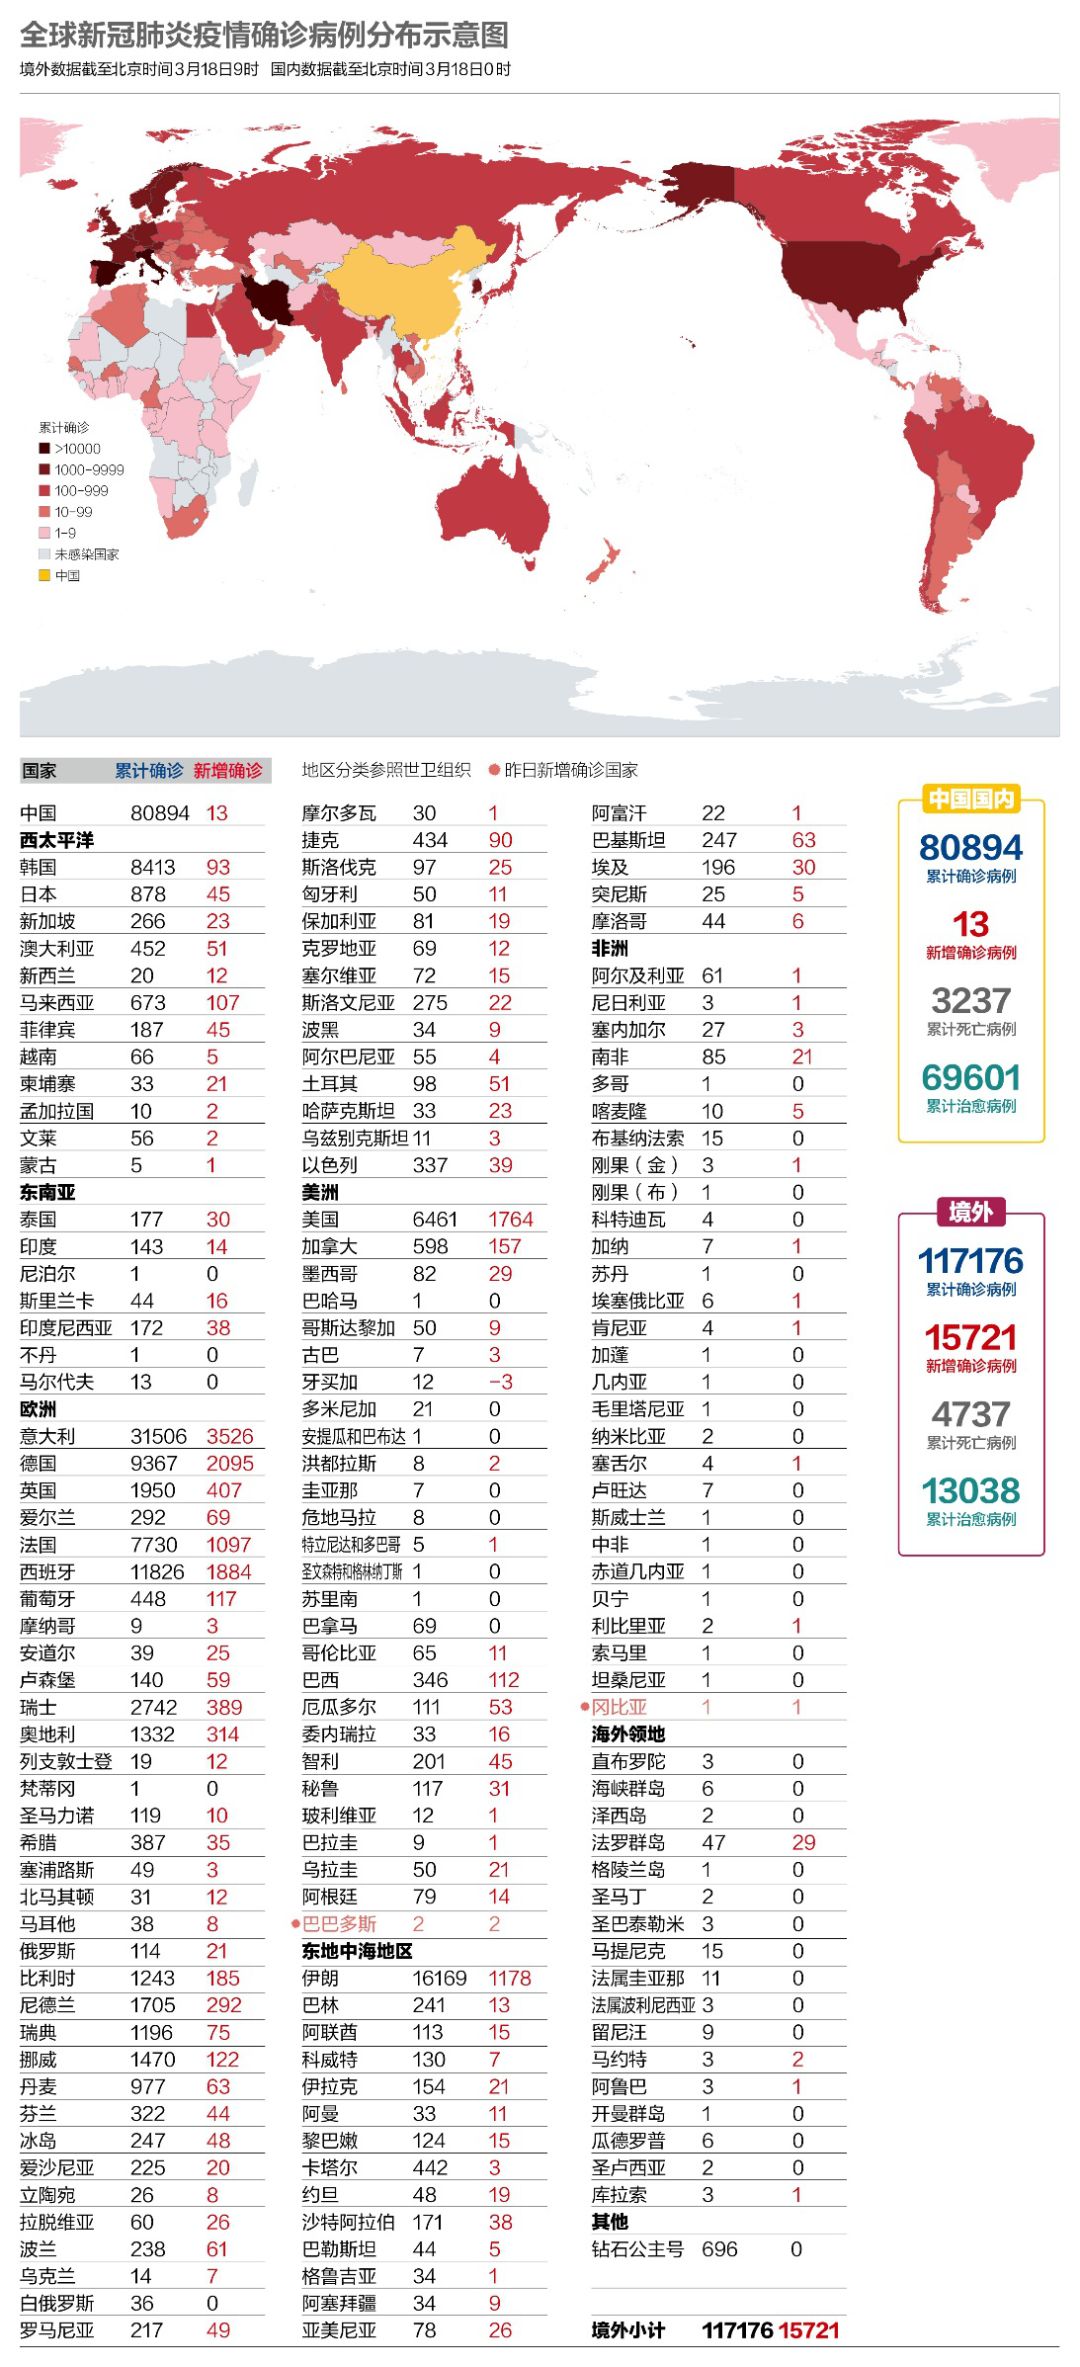 全球新冠肺炎疫情确诊病例分布示意图
境外数据截至北京时间3月18日9时 国内数据截至北京时间3月18日0时
累计确诊
>10000
1000-9999
100-999
10-99
1-9
未感染国家
中国
国家 累计确诊 新增确诊
中国 80894 13
西太平洋
韩国 8413 93
日本 878 45
新加坡 266 23
澳大利亚 452 51
新西兰 20 12
马来西亚 673 107
菲律宾 187 45
越南 66 5
柬埔寨 33 21
孟加拉国 10 2
文莱 56 2
蒙古 5 1
东南亚
泰国 177 30
印度 143 14
尼泊尔 1 0
斯里兰卡 44 16
印度尼西亚 172 38
不丹 1 0
马尔代夫 13 0
欧洲
意大利 31506 3526
德国 9367 2095
英国 1950 407
爱尔兰 292 69
法国 7730 1097
西班牙 11826 1884
葡萄牙 448 117
摩纳哥 9 3
安道尔 39 25
卢森堡 140 59
瑞士 2742 389
奥地利 1332 314
列支敦士登 19 12
梵蒂冈 1 0
圣马力诺 119 10
希腊 387 35
塞浦路斯 49 3
北马其顿 31 12
马耳他 38 8
俄罗斯 114 21
比利时 1243 185
尼德兰 1705 292
瑞典 1196 75
挪威 1470 122
丹麦 977 63
芬兰 322 44
冰岛 247 48
爱沙尼亚 225 20
立陶宛 26 8
拉脱维亚 60 26
波兰 238 61
乌克兰 14 7
白俄罗斯 36 0
罗马尼亚 217 49
地区分类参照世卫组织 ●昨日新增确诊国家
摩尔多瓦 30 1
捷克 434 90
斯洛伐克 97 25
匈牙利 50 11
保加利亚 81 19
克罗地亚 69 12
塞尔维亚 72 15
斯洛文尼亚 275 22
波黑 34 9
阿尔巴尼亚 55 4
土耳其 98 51
哈萨克斯坦 33 23
乌兹别克斯坦 11 3
以色列 337 39
美洲
美国 6461 1764
加拿大 598 157
墨西哥 82 29
巴哈马 1 0
哥斯达黎加 50 9
古巴 7 3
牙买加 12 -3
多米尼加 21 0
安提瓜和巴布达 1 0
洪都拉斯 8 2
圭亚那 7 0
危地马拉 8 0
特立尼达和多巴哥 5 1
圣文森特和格林纳丁斯 1 0
苏里南 1 0
巴拿马 69 0
哥伦比亚 65 11
巴西 346 112
厄瓜多尔 111 53
委内瑞拉 33 16
智利 201 45
秘鲁 117 31
玻利维亚 12 1
巴拉圭 9 1
乌拉圭 50 21
阿根廷 79 14
●巴巴多斯 2 2
东地中海地区
伊朗 16169 1178
巴林 241 13
阿联酋 113 15
科威特 130 7
伊拉克 154 21
阿曼 33 11
黎巴嫩 124 15
卡塔尔 442 3
约旦 48 19
沙特阿拉伯 171 38
巴勒斯坦 44 5
格鲁吉亚 34 1
阿塞拜疆 34 9
亚美尼亚 78 26
阿富汗 22 1
巴基斯坦 247 63
埃及 196 30
突尼斯 25 5
摩洛哥 44 6
非洲
阿尔及利亚 61 1
尼日利亚 3 1
塞内加尔 27 3
南非 85 21
多哥 1 0
喀麦隆 10 5
布基纳法索 15 0
刚果（金） 3 1
刚果（布） 1 0
科特迪瓦 4 0
加纳 7 1
苏丹 1 0
埃塞俄比亚 6 1
肯尼亚 4 1
加蓬 1 0
几内亚 1 0
毛里塔尼亚 1 0
纳米比亚 2 0
塞舌尔 4 1
卢旺达 7 0
斯威士兰 1 0
中非 1 0
赤道几内亚 1 0
贝宁 1 0
利比里亚 2 1
索马里 1 0
坦桑尼亚 1 0
●冈比亚 1 1
海外领地
直布罗陀 3 0
海峡群岛 6 0
泽西岛 2 0
法罗群岛 47 29
格陵兰岛 1 0
圣马丁 2 0
圣巴泰勒米 3 0
马提尼克 15 0
法属圭亚那 11 0
法属波利尼西亚 3 0
留尼汪 9 0
马约特 3 2
阿鲁巴 3 1
开曼群岛 1 0
瓜德罗普 6 0
圣卢西亚 2 0
库拉索 3 1
其他
钻石公主号 696 0
境外小计 117176 15721
中国国内
80894
累计确诊病例
13
新增确诊病例
3237
累计死亡病例
69601
累计治愈病例
境外
117176
累计确诊病例
15721
新增确诊病例
4737
累计死亡病例
13038
累计治愈病例